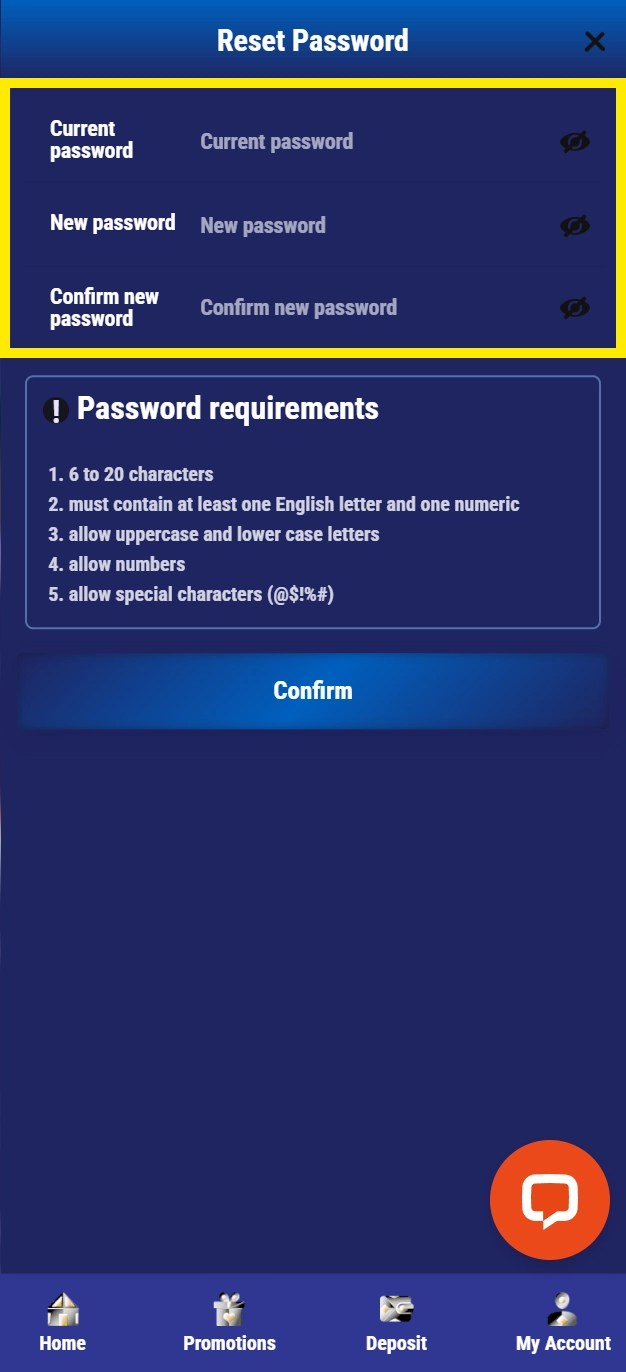 Reset Password
Current
password
Current password
New password
New password
Confirm new
password
Confirm new password
! Password requirements
1. 6 to 20 characters
2. must contain at least one English letter and one numeric
3. allow uppercase and lower case letters
4. allow numbers
5. allow special characters (@$!%#)
Confirm
Home
Promotions
Deposit
My Account